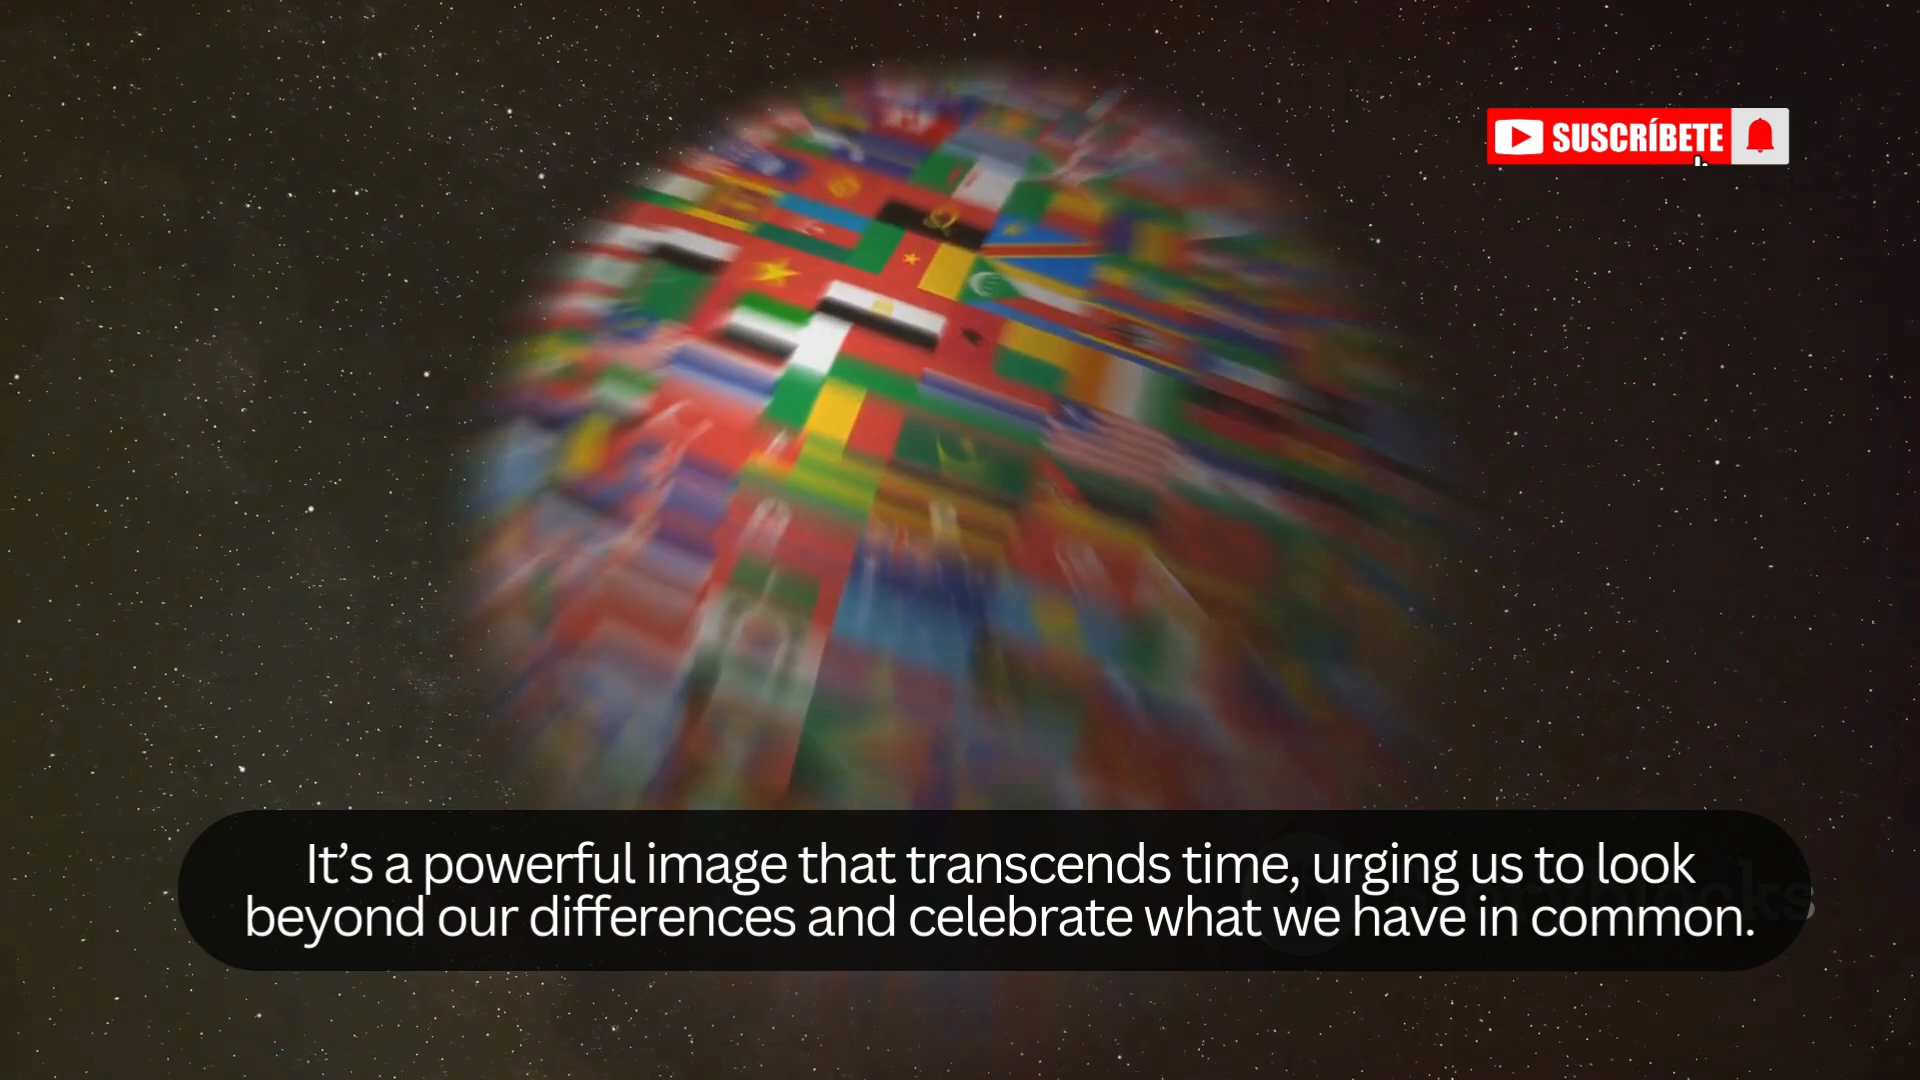 SUSCRÍBETE
It’s a powerful image that transcends time, urging us to look
beyond our differences and celebrate what we have in common.